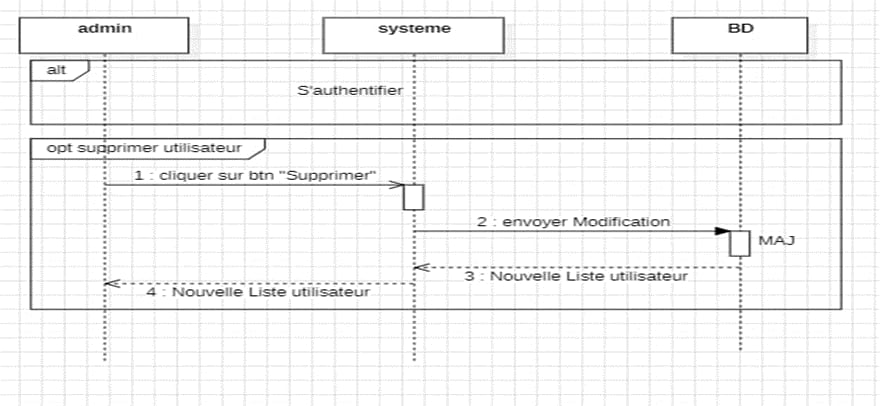 admin
systeme
BD
alt
S'authentifier
opt supprimer utilisateur
1 : cliquer sur btn "Supprimer"
2 : envoyer Modification
MAJ
3 : Nouvelle Liste utilisateur
4 : Nouvelle Liste utilisateur